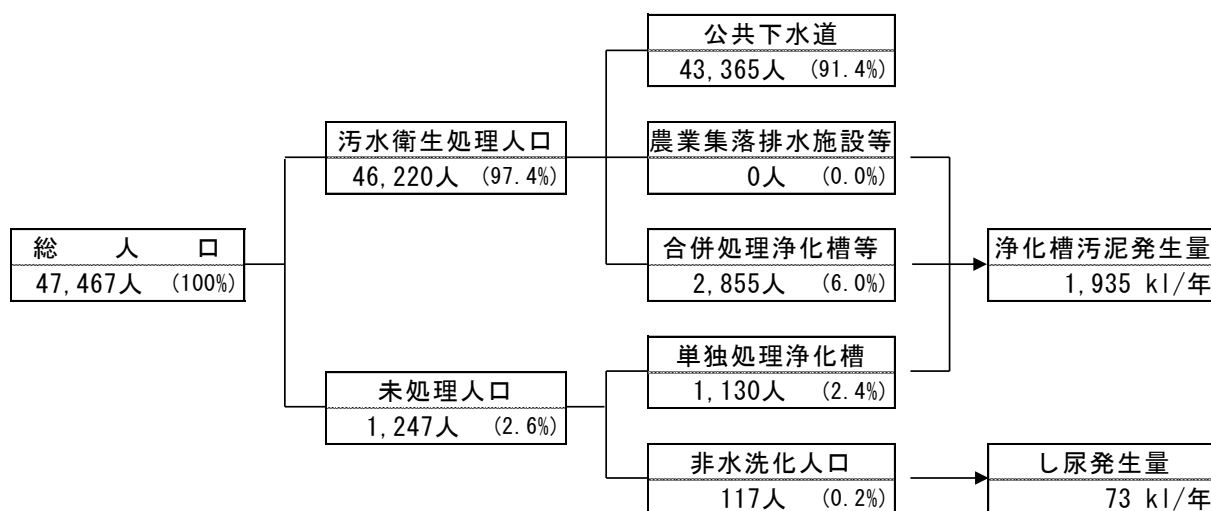 公共下水道
43,365人 (91.4%)
汚水衛生処理人口
46,220人 (97.4%)
農業集落排水施設等
0人 (0.0%)
総人口
47,467人 (100%)
合併処理浄化槽等
2,855人 (6.0%)
浄化槽汚泥発生量
1,935 kl/年
単独処理浄化槽
1,130人 (2.4%)
未処理人口
1,247人 (2.6%)
非水洗化人口
117人 (0.2%)
し尿発生量
73 kl/年